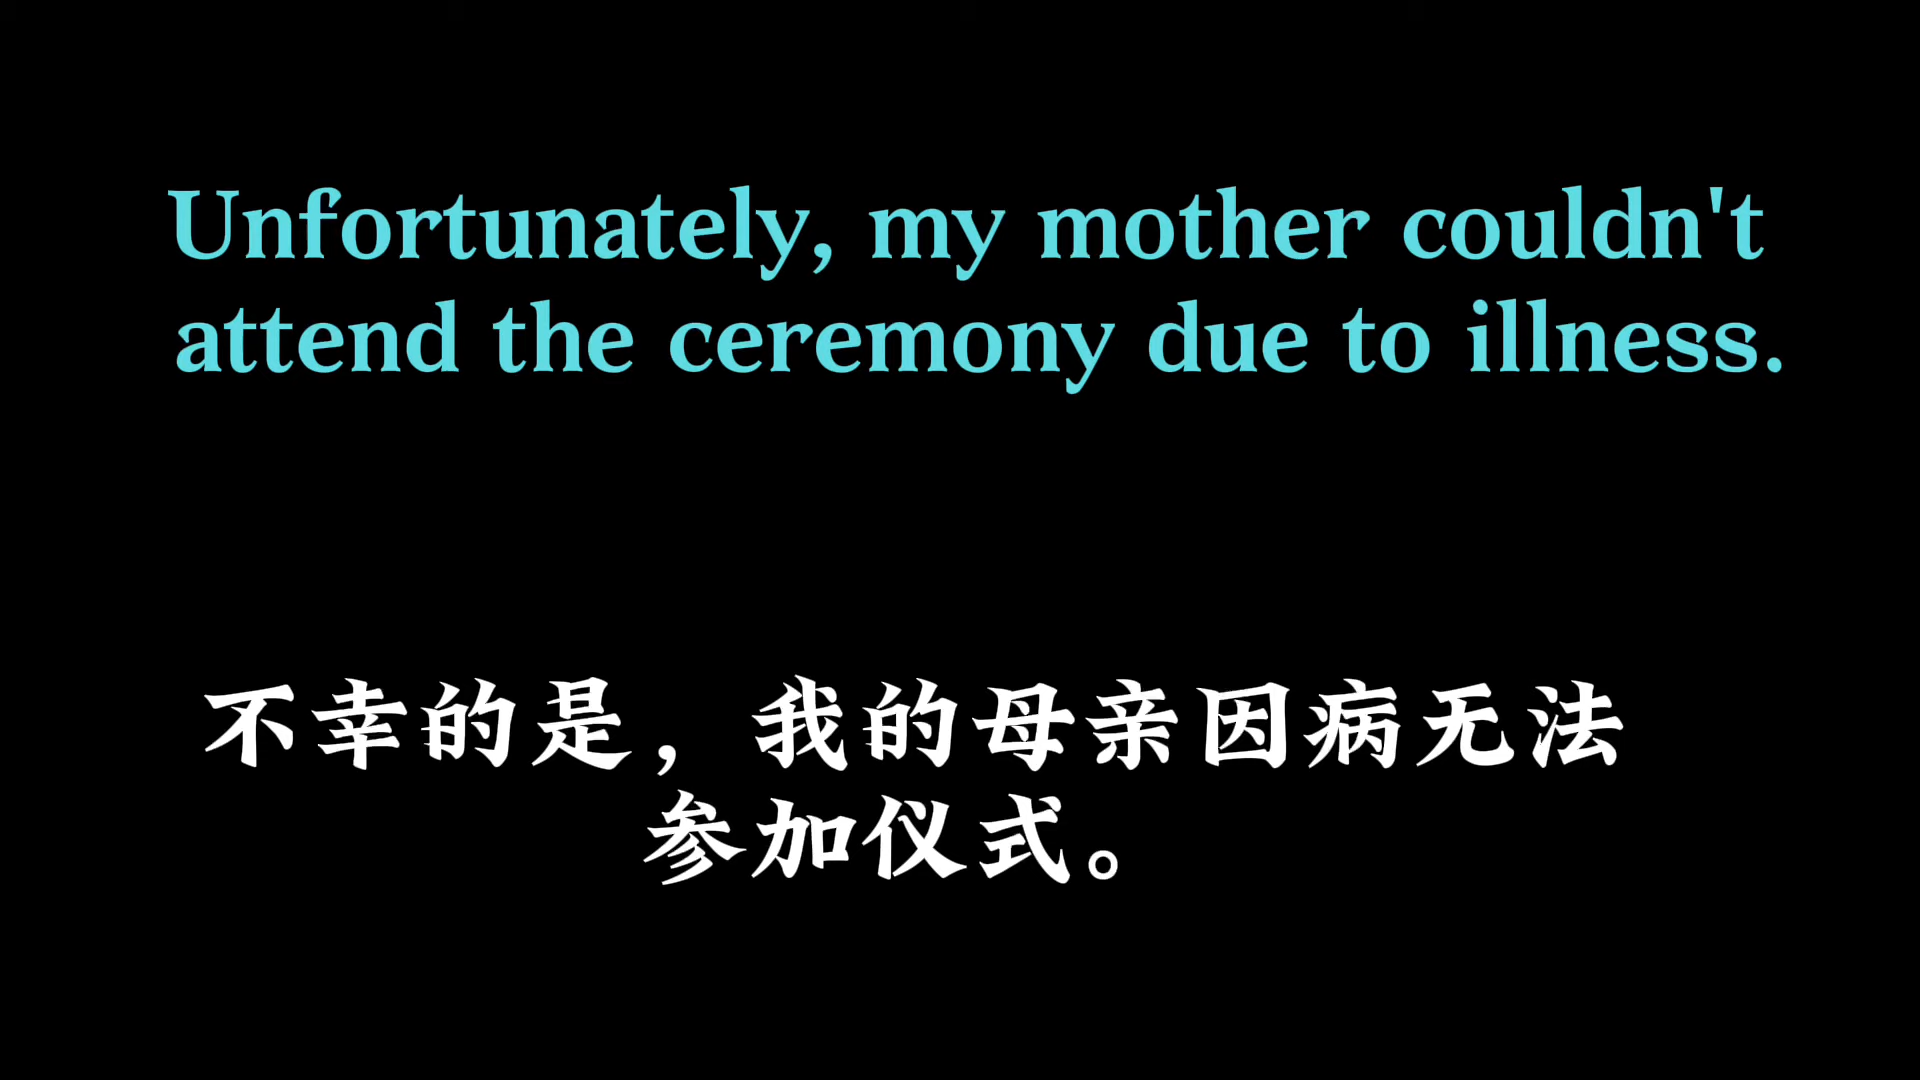 Unfortunately, my mother couldn't
attend the ceremony due to illness.
不幸的是，我的母亲因病无法
参加仪式。